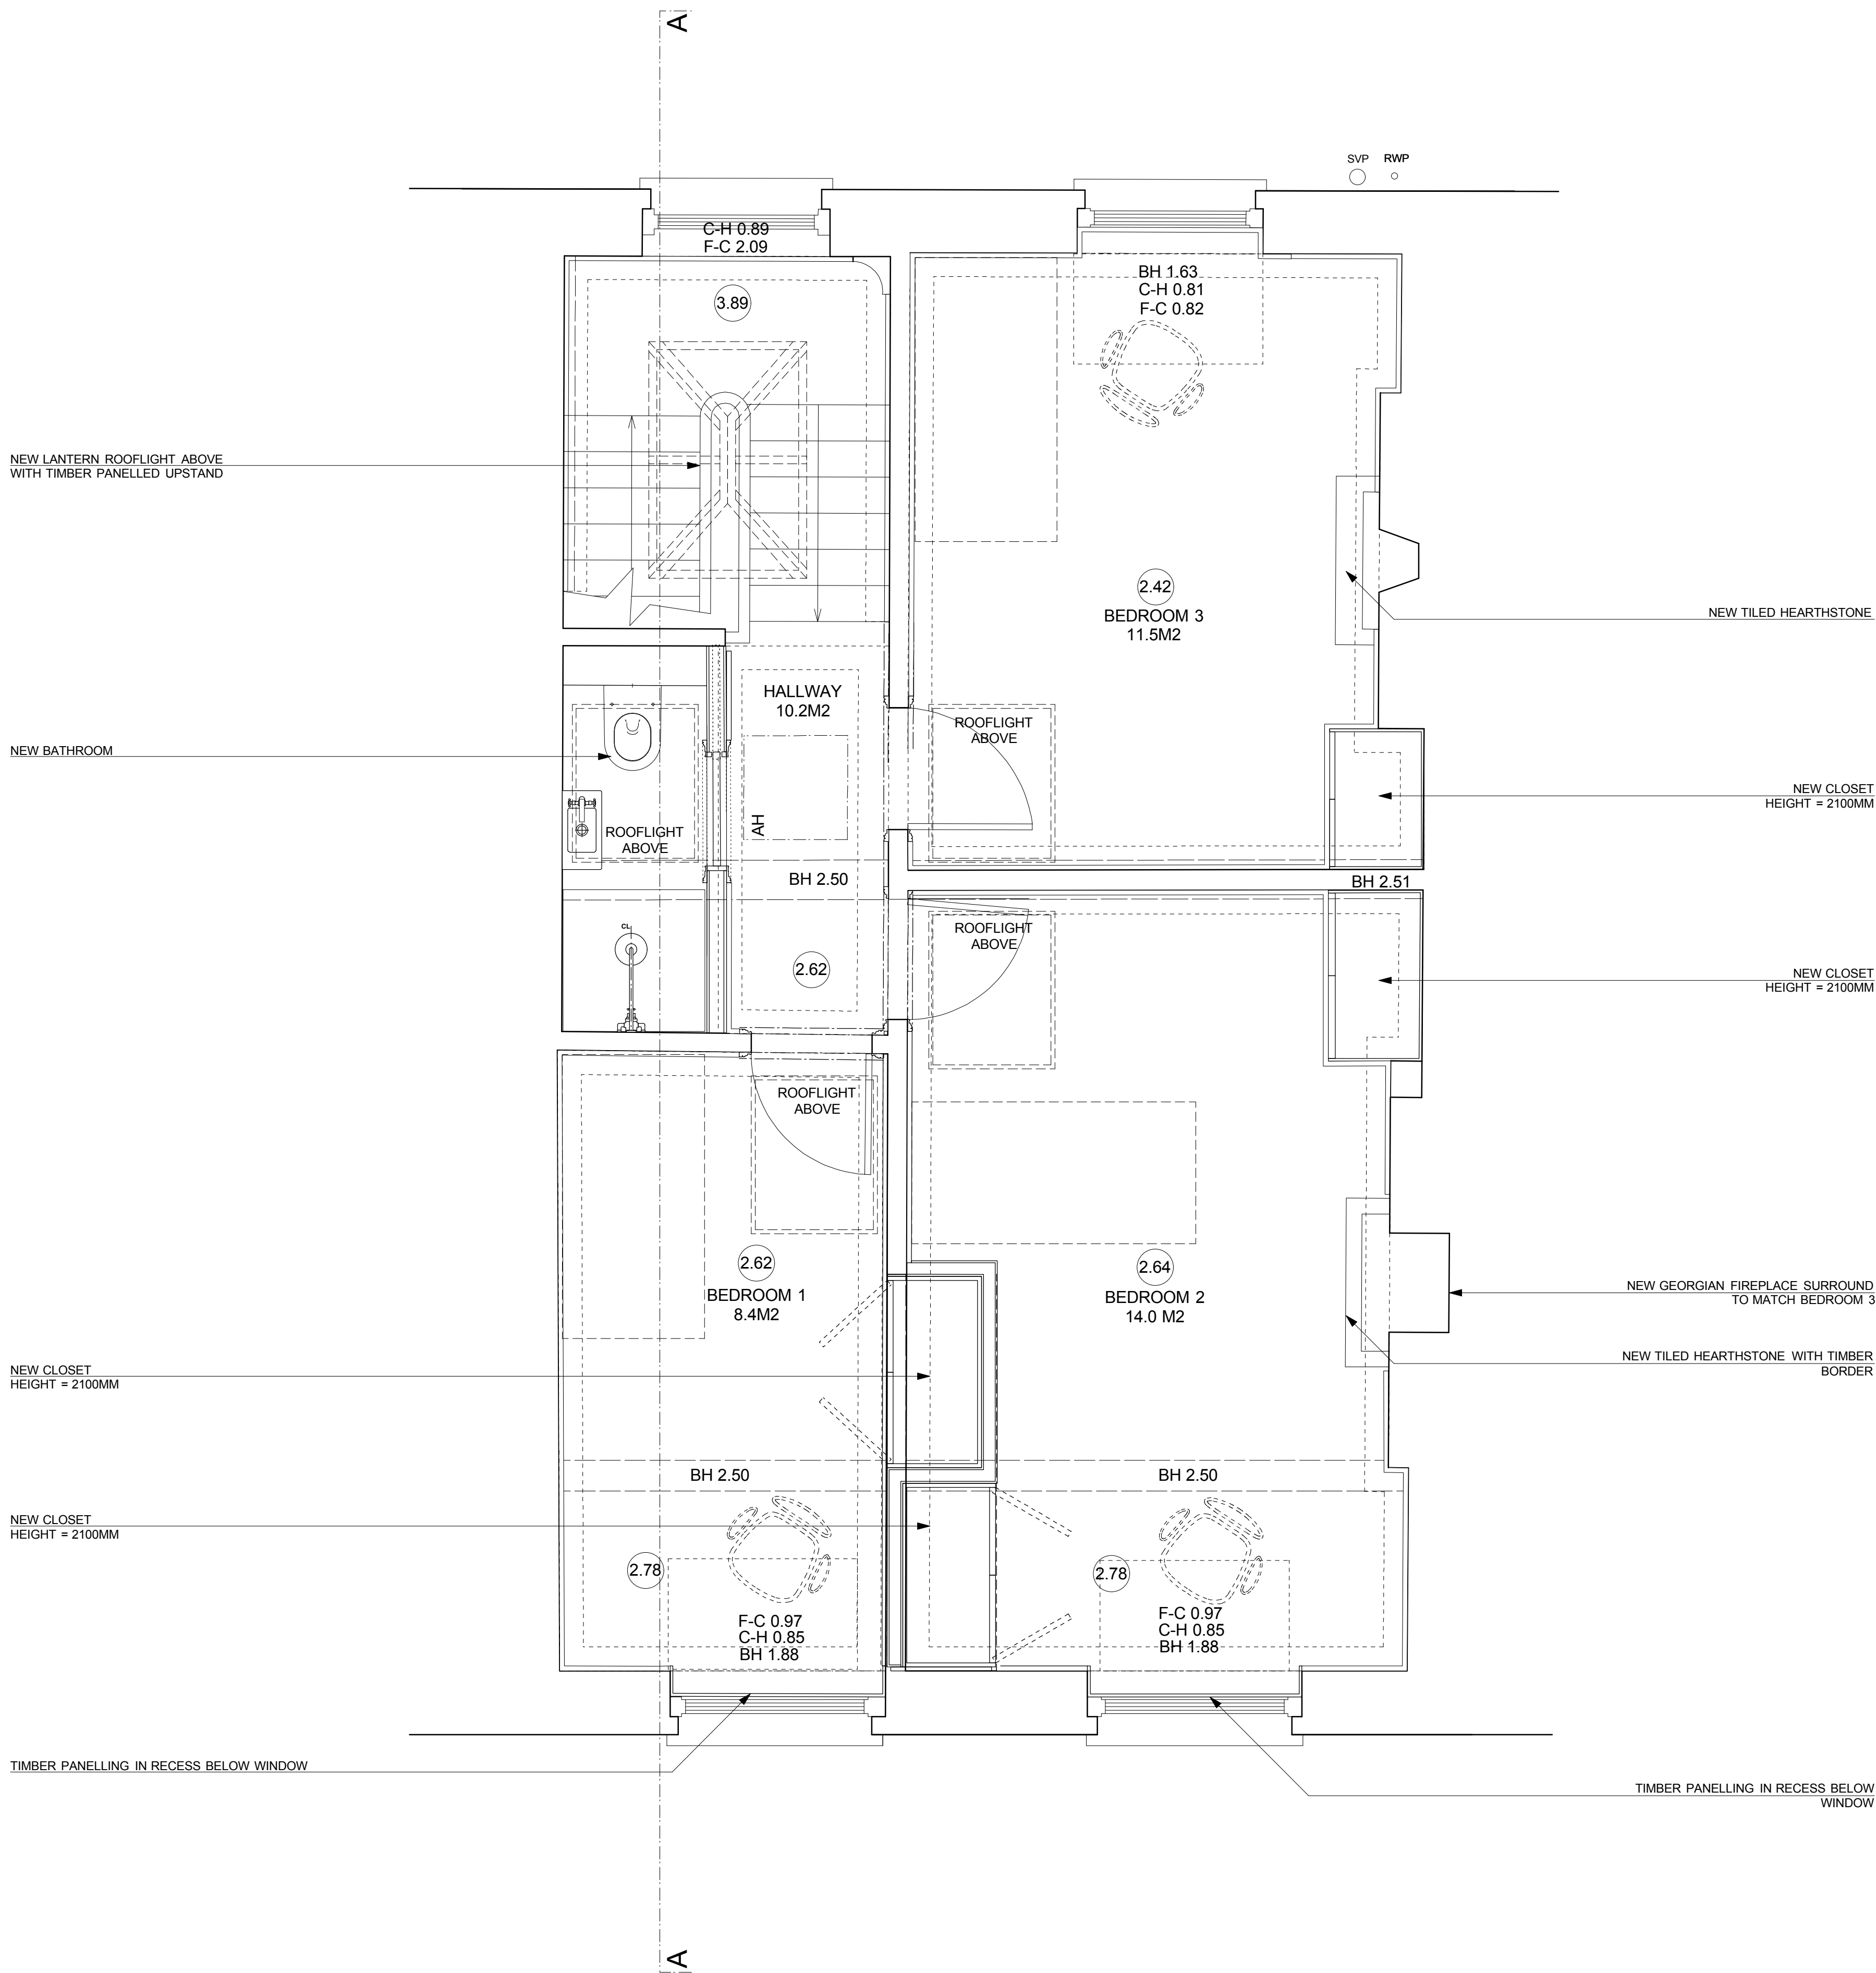 A
SVP RWP
C-H 0.89
F-C 2.09
3.89
BH 1.63
C-H 0.81
F-C 0.82
NEW LANTERN ROOFLIGHT ABOVE
WITH TIMBER PANELLED UPSTAND
2.42
BEDROOM 3
11.5M2
NEW TILED HEARTHSTONE
HALLWAY
10.2M2
ROOFLIGHT
ABOVE
NEW BATHROOM
NEW CLOSET
HEIGHT = 2100MM
AH
ROOFLIGHT
ABOVE
BH 2.50
BH 2.51
CL
ROOFLIGHT
ABOVE
2.62
NEW CLOSET
HEIGHT = 2100MM
ROOFLIGHT
ABOVE
2.62
BEDROOM 1
8.4M2
2.64
BEDROOM 2
14.0 M2
NEW GEORGIAN FIREPLACE SURROUND
TO MATCH BEDROOM 3
NEW TILED HEARTHSTONE WITH TIMBER
BORDER
NEW CLOSET
HEIGHT = 2100MM
BH 2.50
BH 2.50
NEW CLOSET
HEIGHT = 2100MM
2.78
2.78
F-C 0.97
C-H 0.85
BH 1.88
F-C 0.97
C-H 0.85
BH 1.88
TIMBER PANELLING IN RECESS BELOW WINDOW
TIMBER PANELLING IN RECESS BELOW
WINDOW
A